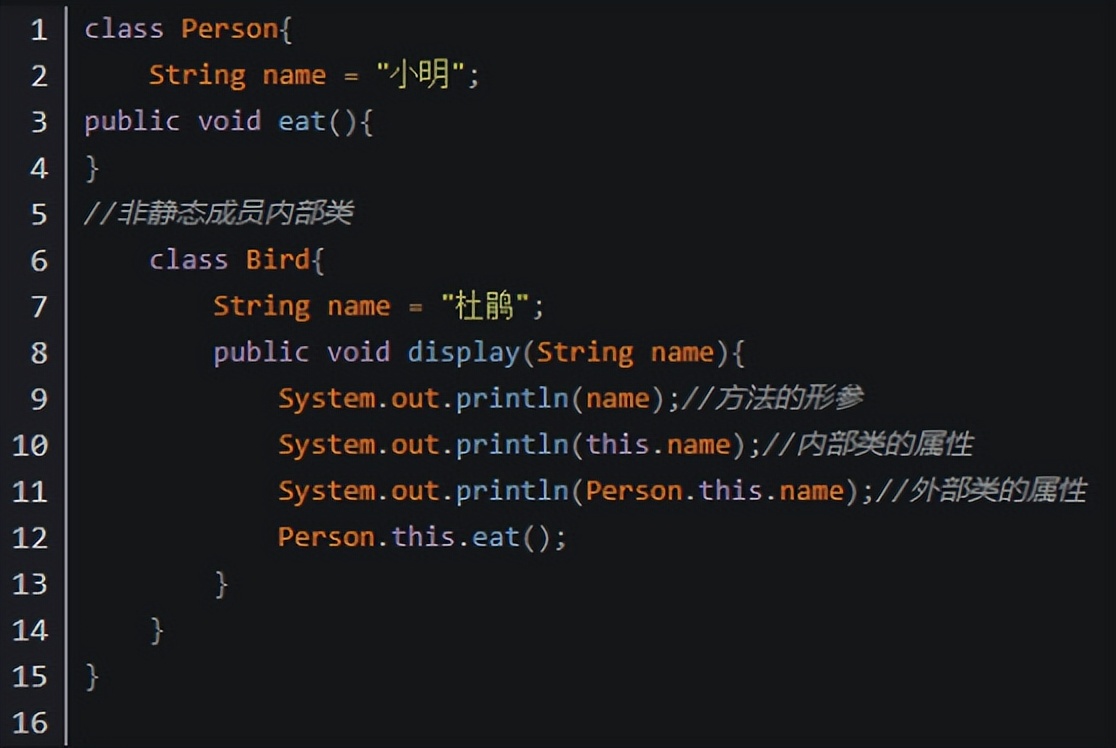 1 class Person{
2 String name = "小明";
3 public void eat(){
4 }
5 //非静态成员内部类
6 class Bird{
7 String name = "杜鹃";
8 public void display(String name){
9 System.out.println(name);//方法的形参
10 System.out.println(this.name);//内部类的属性
11 System.out.println(Person.this.name);//外部类的属性
12 Person.this.eat();
13 }
14 }
15 }
16